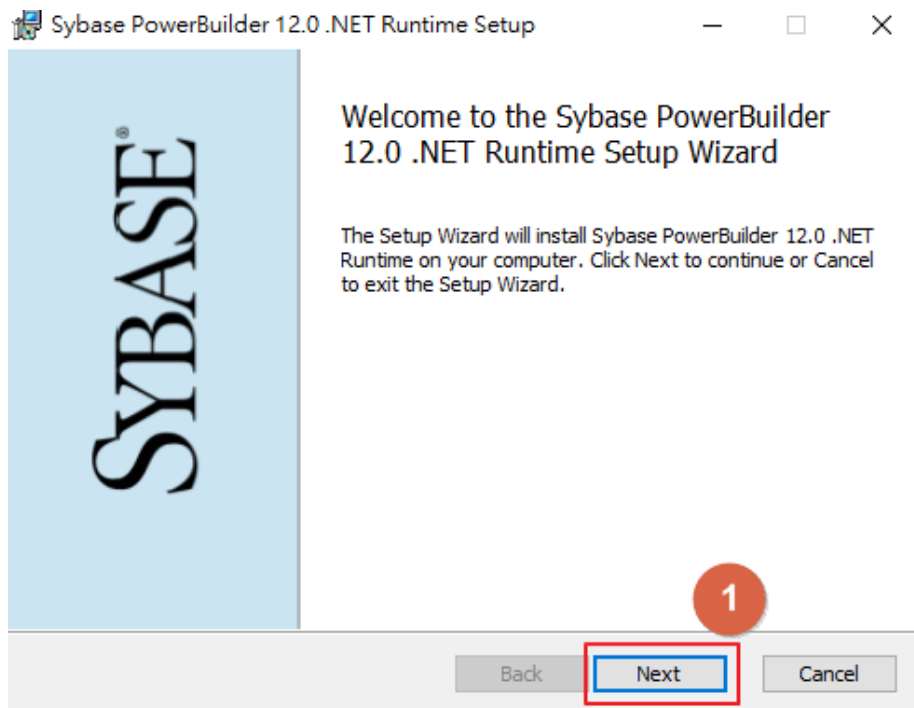 Sybase PowerBuilder 12.0 .NET Runtime Setup
SYBASE®
Welcome to the Sybase PowerBuilder
12.0 .NET Runtime Setup Wizard
The Setup Wizard will install Sybase PowerBuilder 12.0 .NET
Runtime on your computer. Click Next to continue or Cancel
to exit the Setup Wizard.
1
Back Next Cancel